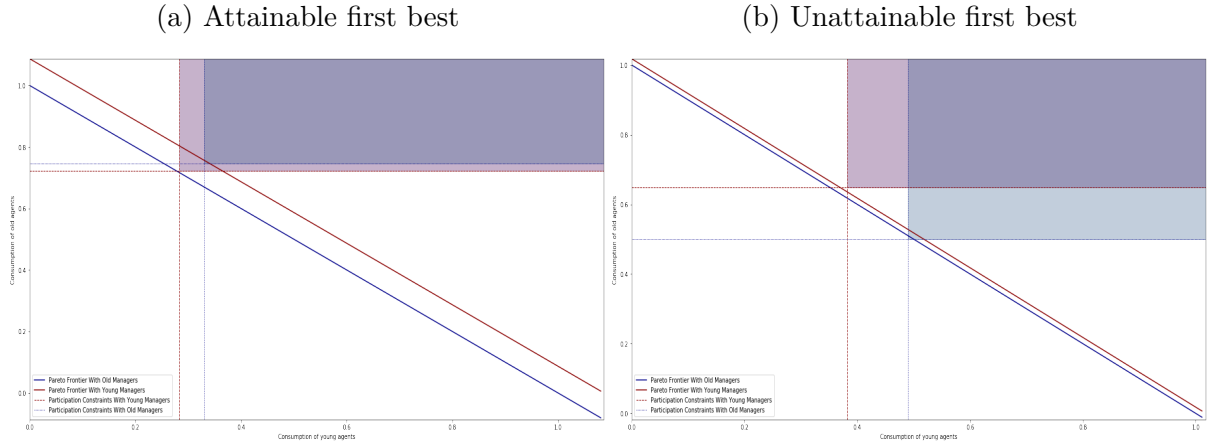 (a) Attainable first best
(b) Unattainable first best
1.0
0.8
0.6
0.4
0.2
0.0
Consumption of old agents
Pareto Frontier With Old Managers
Pareto Frontier With Young Managers
Participation Constraints With Young Managers
Participation Constraints With Old Managers
0.0 0.2 0.4 0.6 0.8 1.0
Consumption of young agents
1.0
0.8
0.6
0.4
0.2
0.0
Consumption of old agents
Pareto Frontier With Old Managers
Pareto Frontier With Young Managers
Participation Constraints With Young Managers
Participation Constraints With Old Managers
0.0 0.2 0.4 0.6 0.8 1.0
Consumption of young agents